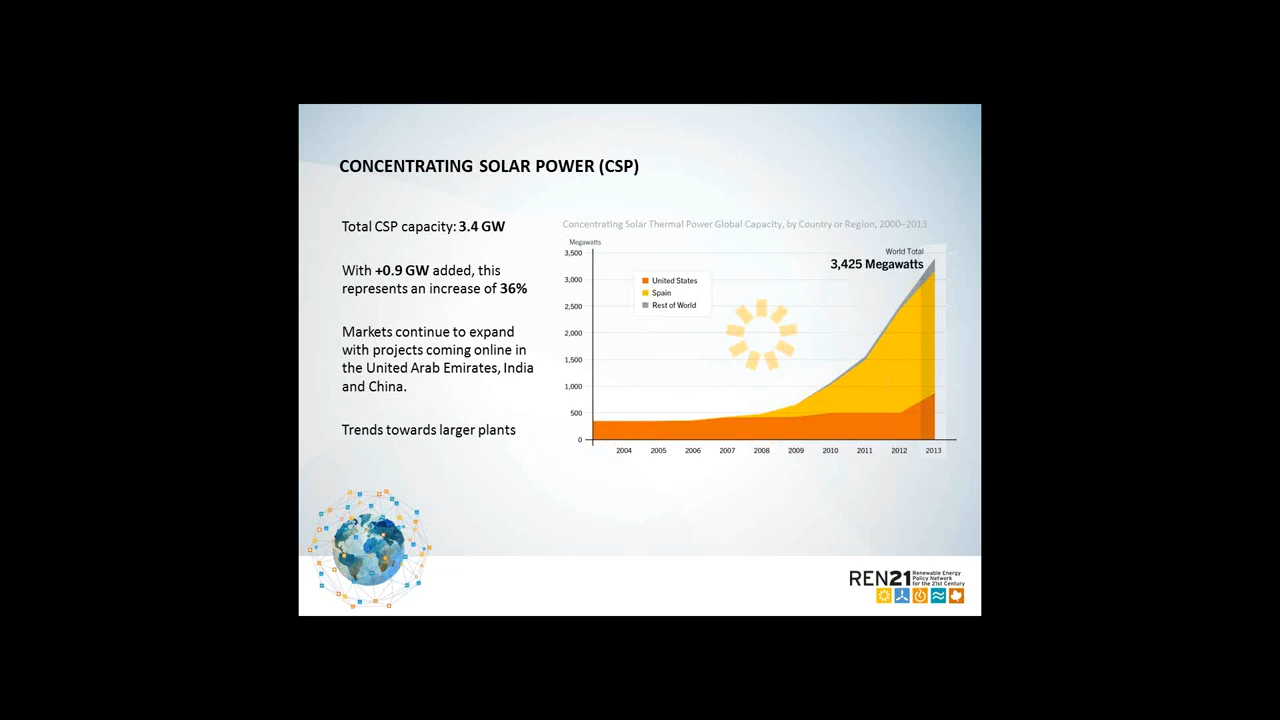 CONCENTRATING SOLAR POWER (CSP)
Total CSP capacity: 3.4 GW
With +0.9 GW added, this
represents an increase of 36%
Markets continue to expand
with projects coming online in
the United Arab Emirates, India
and China.
Trends towards larger plants
Concentrating Solar Thermal Power Global Capacity, by Country or Region, 2000–2013
Megawatts
World Total
3,425 Megawatts
3,500
3,000
2,500
2,000
1,500
1,000
500
0
United States
Spain
Rest of World
2004 2005 2006 2007 2008 2009 2010 2011 2012 2013
REN21
Renewable Energy
Policy Network
for the 21st Century